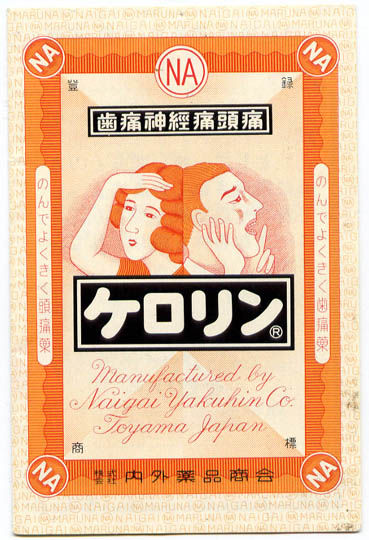 NA
NA
NA
登 録
歯痛神經痛頭痛
のんでよくきく頭痛薬
のんでよくきく歯痛薬
ケロリン®
Manufactured by
Naigai Yakuhin Co.
Toyama Japan
商 標
株式会社 内外薬品商会
NA
NA